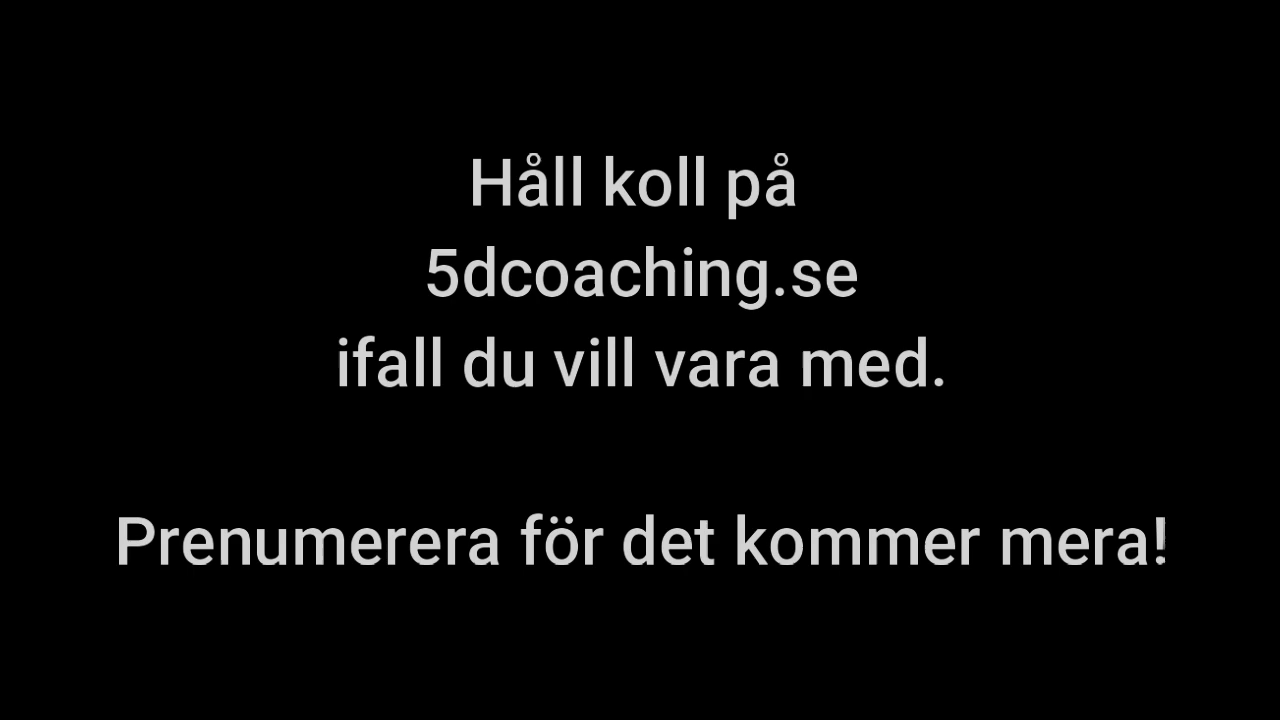 Håll koll på
5dcoaching.se
ifall du vill vara med.
Prenumerera för det kommer mera!